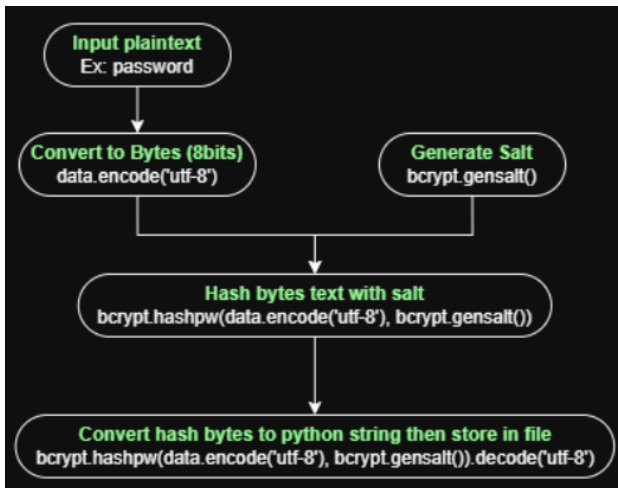 Input plaintext
Ex: password
Convert to Bytes (8bits)
data.encode('utf-8')
Generate Salt
bcrypt.gensalt()
Hash bytes text with salt
bcrypt.hashpw(data.encode('utf-8'), bcrypt.gensalt())
Convert hash bytes to python string then store in file
bcrypt.hashpw(data.encode('utf-8'), bcrypt.gensalt()).decode('utf-8')